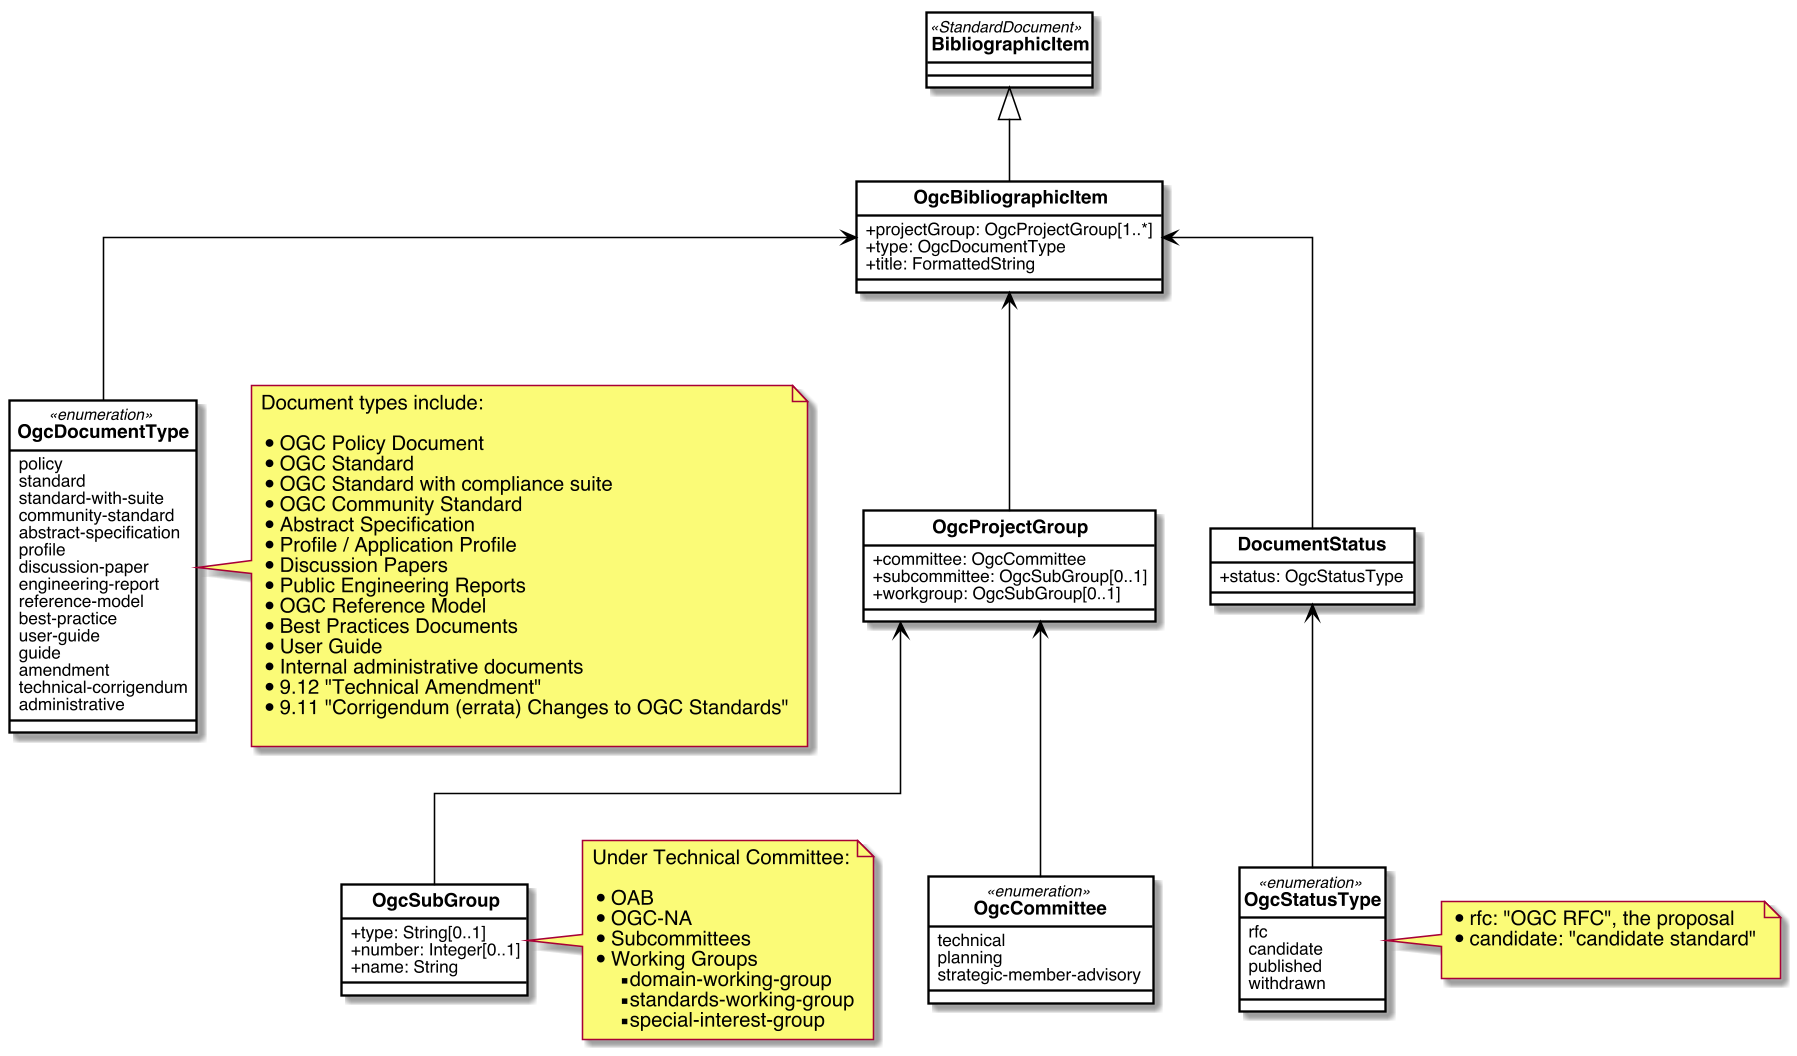 «StandardDocument»
BibliographicItem
OgcBibliographicItem
+projectGroup: OgcProjectGroup[1..*]
+type: OgcDocumentType
+title: FormattedString
«enumeration»
OgcDocumentType
policy
standard
standard-with-suite
community-standard
abstract-specification
profile
discussion-paper
engineering-report
reference-model
best-practice
user-guide
guide
amendment
technical-corrigendum
administrative
Document types include:
• OGC Policy Document
• OGC Standard
• OGC Standard with compliance suite
• OGC Community Standard
• Abstract Specification
• Profile / Application Profile
• Discussion Papers
• Public Engineering Reports
• OGC Reference Model
• Best Practices Documents
• User Guide
• Internal administrative documents
• 9.12 "Technical Amendment"
• 9.11 "Corrigendum (errata) Changes to OGC Standards"
OgcProjectGroup
+committee: OgcCommittee
+subcommittee: OgcSubGroup[0..1]
+workgroup: OgcSubGroup[0..1]
DocumentStatus
+status: OgcStatusType
OgcSubGroup
+type: String[0..1]
+number: Integer[0..1]
+name: String
Under Technical Committee:
• OAB
• OGC-NA
• Subcommittees
• Working Groups
▪ domain-working-group
▪ standards-working-group
▪ special-interest-group
«enumeration»
OgcCommittee
technical
planning
strategic-member-advisory
«enumeration»
OgcStatusType
rfc
candidate
published
withdrawn
• rfc: "OGC RFC", the proposal
• candidate: "candidate standard"